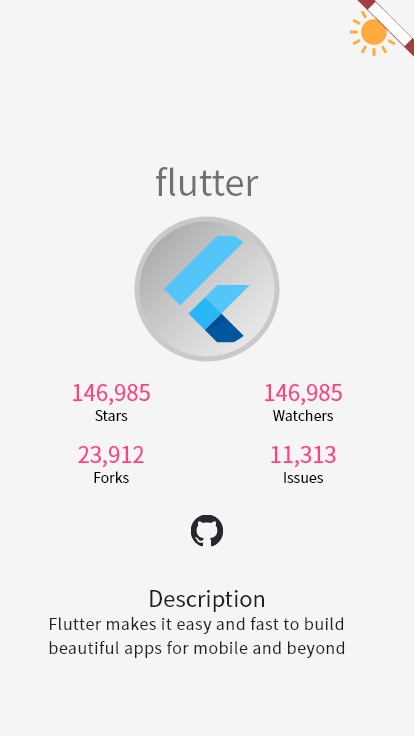 flutter
146,985
Stars
146,985
Watchers
23,912
Forks
11,313
Issues
Description
Flutter makes it easy and fast to build
beautiful apps for mobile and beyond